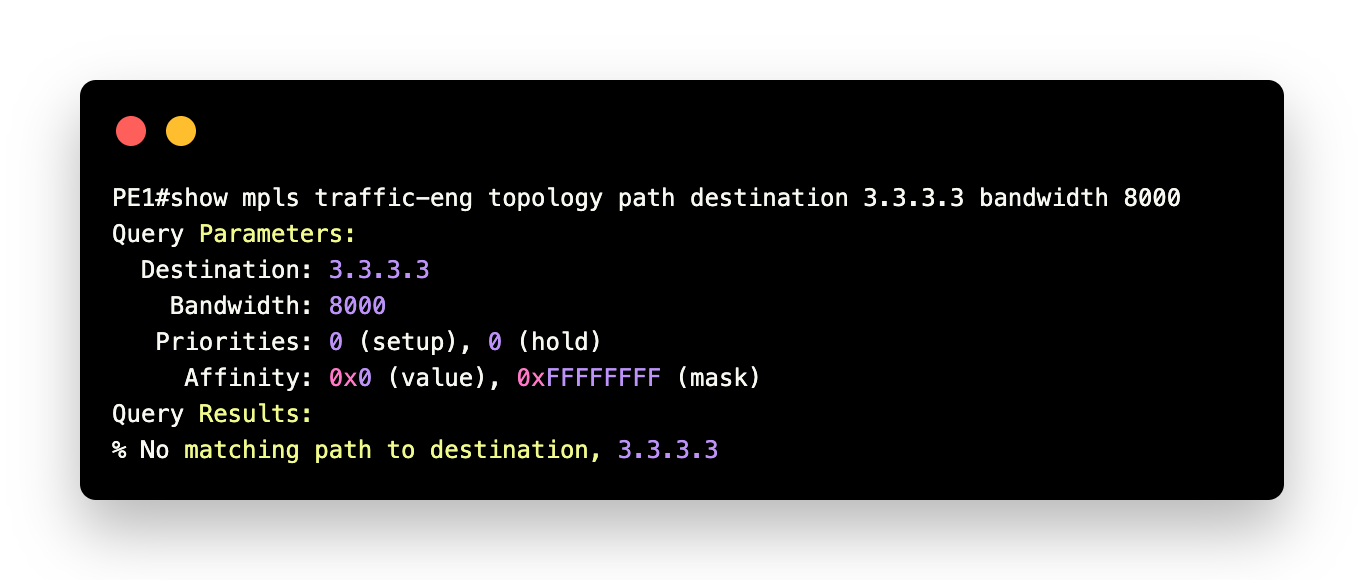 PE1#show mpls traffic-eng topology path destination 3.3.3.3 bandwidth 8000
Query Parameters:
  Destination: 3.3.3.3
    Bandwidth: 8000
   Priorities: 0 (setup), 0 (hold)
     Affinity: 0x0 (value), 0xFFFFFFFF (mask)
Query Results:
% No matching path to destination, 3.3.3.3